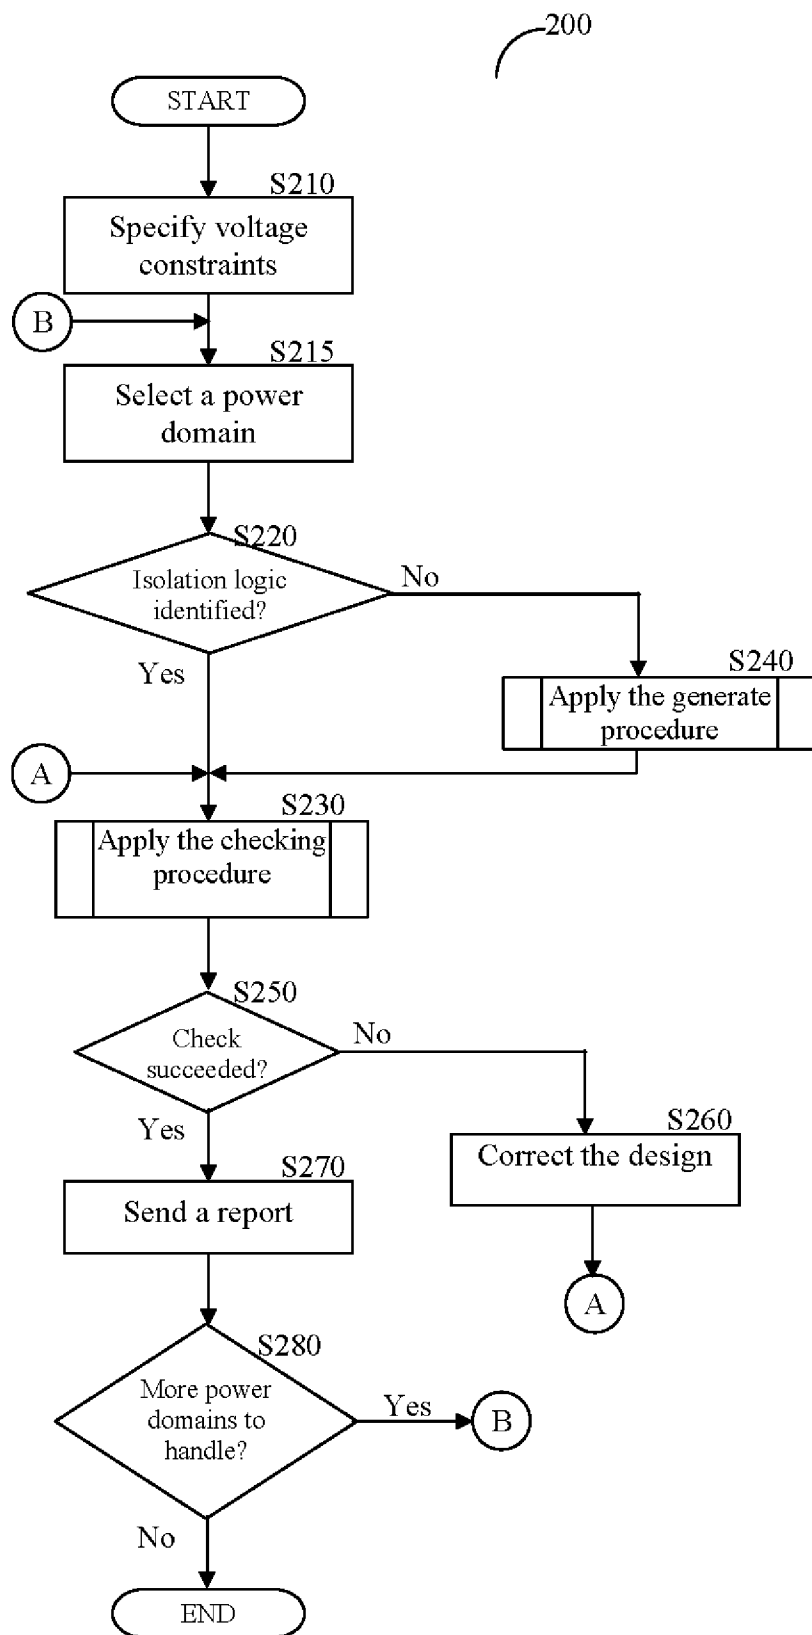 200
START
S210
Specify voltage
constraints
B
S215
Select a power
domain
S220
Isolation logic
identified?
No
Yes
S240
Apply the generate
procedure
A
S230
Apply the checking
procedure
S250
Check
succeeded?
No
Yes
S260
Correct the design
S270
Send a report
A
S280
More power
domains to
handle?
Yes
B
No
END